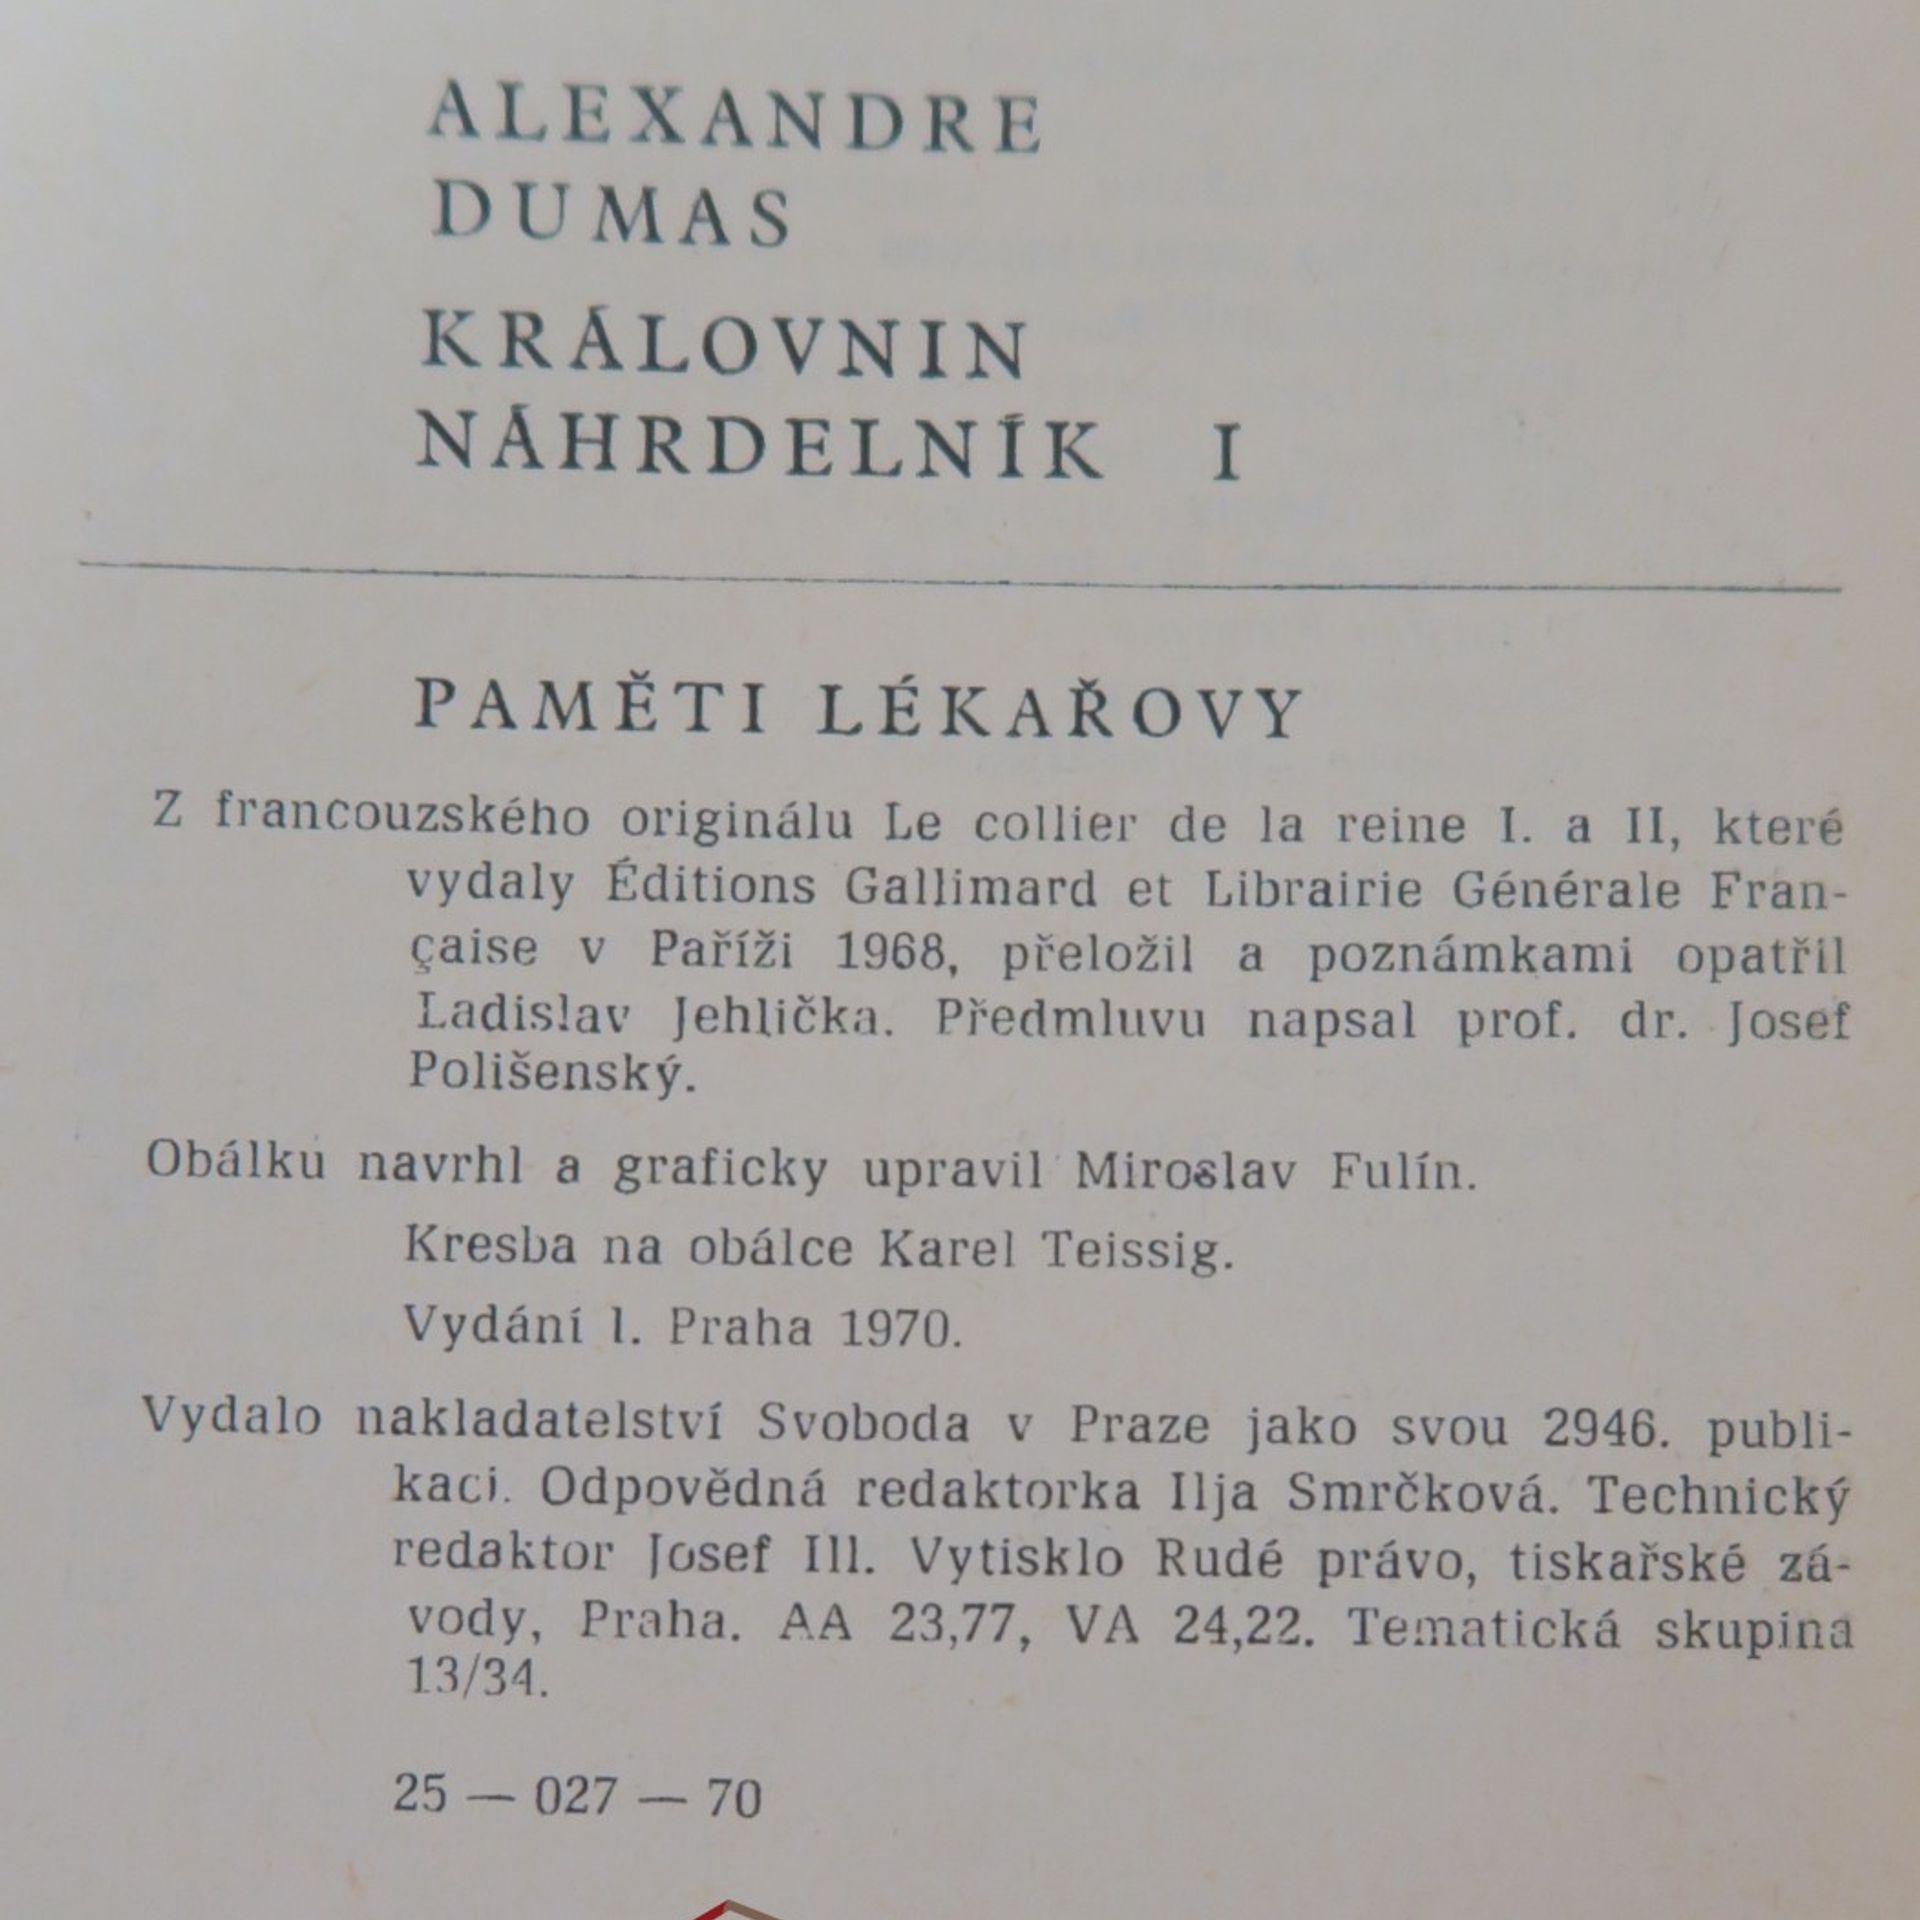 ALEXANDRE
DUMAS
KRÁLOVNIN
NÁHRDELNÍK I
PAMĚTI LÉKAŘOVY
Z francouzského originálu Le collier de la reine I. a II, které
vydaly Éditions Gallimard et Librairie Générale Fran-
çaise v Paříži 1968, přeložil a poznámkami opatřil
Ladislav Jehlička. Předmluvu napsal prof. dr. Josef
Polišenský.
Obálku navrhl a graficky upravil Miroslav Fulín.
Kresba na obálce Karel Teissig.
Vydání 1. Praha 1970.
Vydalo nakladatelství Svoboda v Praze jako svou 2946. publi-
kaci. Odpovědná redaktorka Ilja Smrčková. Technický
redaktor Josef Ill. Vytisklo Rudé právo, tiskařské zá-
vody, Praha. AA 23,77, VA 24,22. Tematická skupina
13/34.
25 — 027 — 70